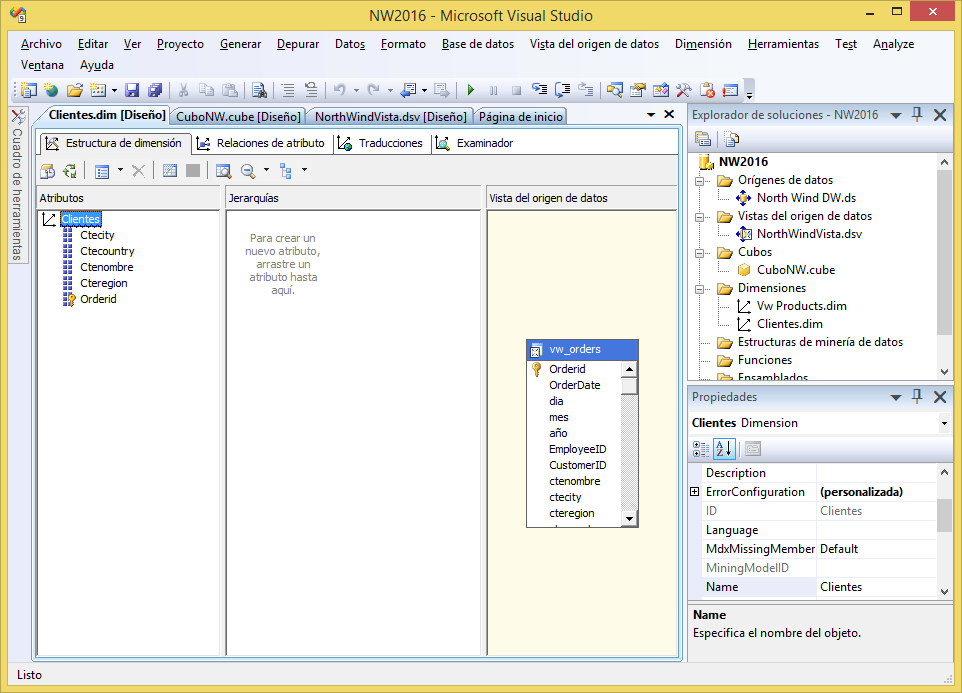 NW2016 - Microsoft Visual Studio
Archivo Editar Ver Proyecto Generar Depurar Datos Formato Base de datos Vista del origen de datos Dimensión Herramientas Test Analyze
Ventana Ayuda
Cuadro de herramientas
Clientes.dim [Diseño] CuboNW.cube [Diseño] NorthWindVista.dsv [Diseño] Página de inicio
Estructura de dimensión Relaciones de atributo Traducciones Examinador
Atributos
Clientes
Ctecity
Ctecountry
Ctenombre
Cteregion
Orderid
Jerarquías
Para crear un
nuevo atributo,
arrastre un
atributo hasta
aquí.
Vista del origen de datos
vw_orders
Orderid
OrderDate
dia
mes
año
EmployeeID
CustomerID
ctenombre
ctecity
cteregion
Explorador de soluciones - NW2016
NW2016
Orígenes de datos
North Wind DW.ds
Vistas del origen de datos
NorthWindVista.dsv
Cubos
CuboNW.cube
Dimensiones
Vw Products.dim
Clientes.dim
Estructuras de minería de datos
Funciones
Ensamblados
Propiedades
Clientes Dimension
Description
ErrorConfiguration (personalizada)
ID Clientes
Language
MdxMissingMember Default
MiningModelID
Name Clientes
Name
Especifica el nombre del objeto.
Listo